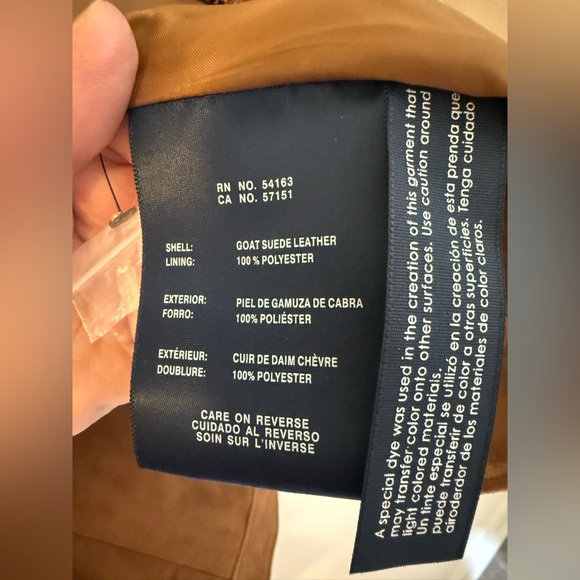 RN NO. 54163
CA NO. 57151
SHELL: GOAT SUEDE LEATHER
LINING: 100% POLYESTER
EXTERIOR: PIEL DE GAMUZA DE CABRA
FORRO: 100% POLIÉSTER
EXTÉRIEUR: CUIR DE DAIM CHÈVRE
DOUBLURE: 100% POLYESTER
CARE ON REVERSE
CUIDADO AL REVERSO
SOIN SUR L'INVERSE
A special dye was used in the creation of this garment that
may transfer color onto other surfaces. Use caution around
light colored materials.
Un tinte especial se utilizó en la creación de esta prenda que
puede transferir de color a otras superficies. Tenga cuidado
airoderdor de los materiales de color claros.